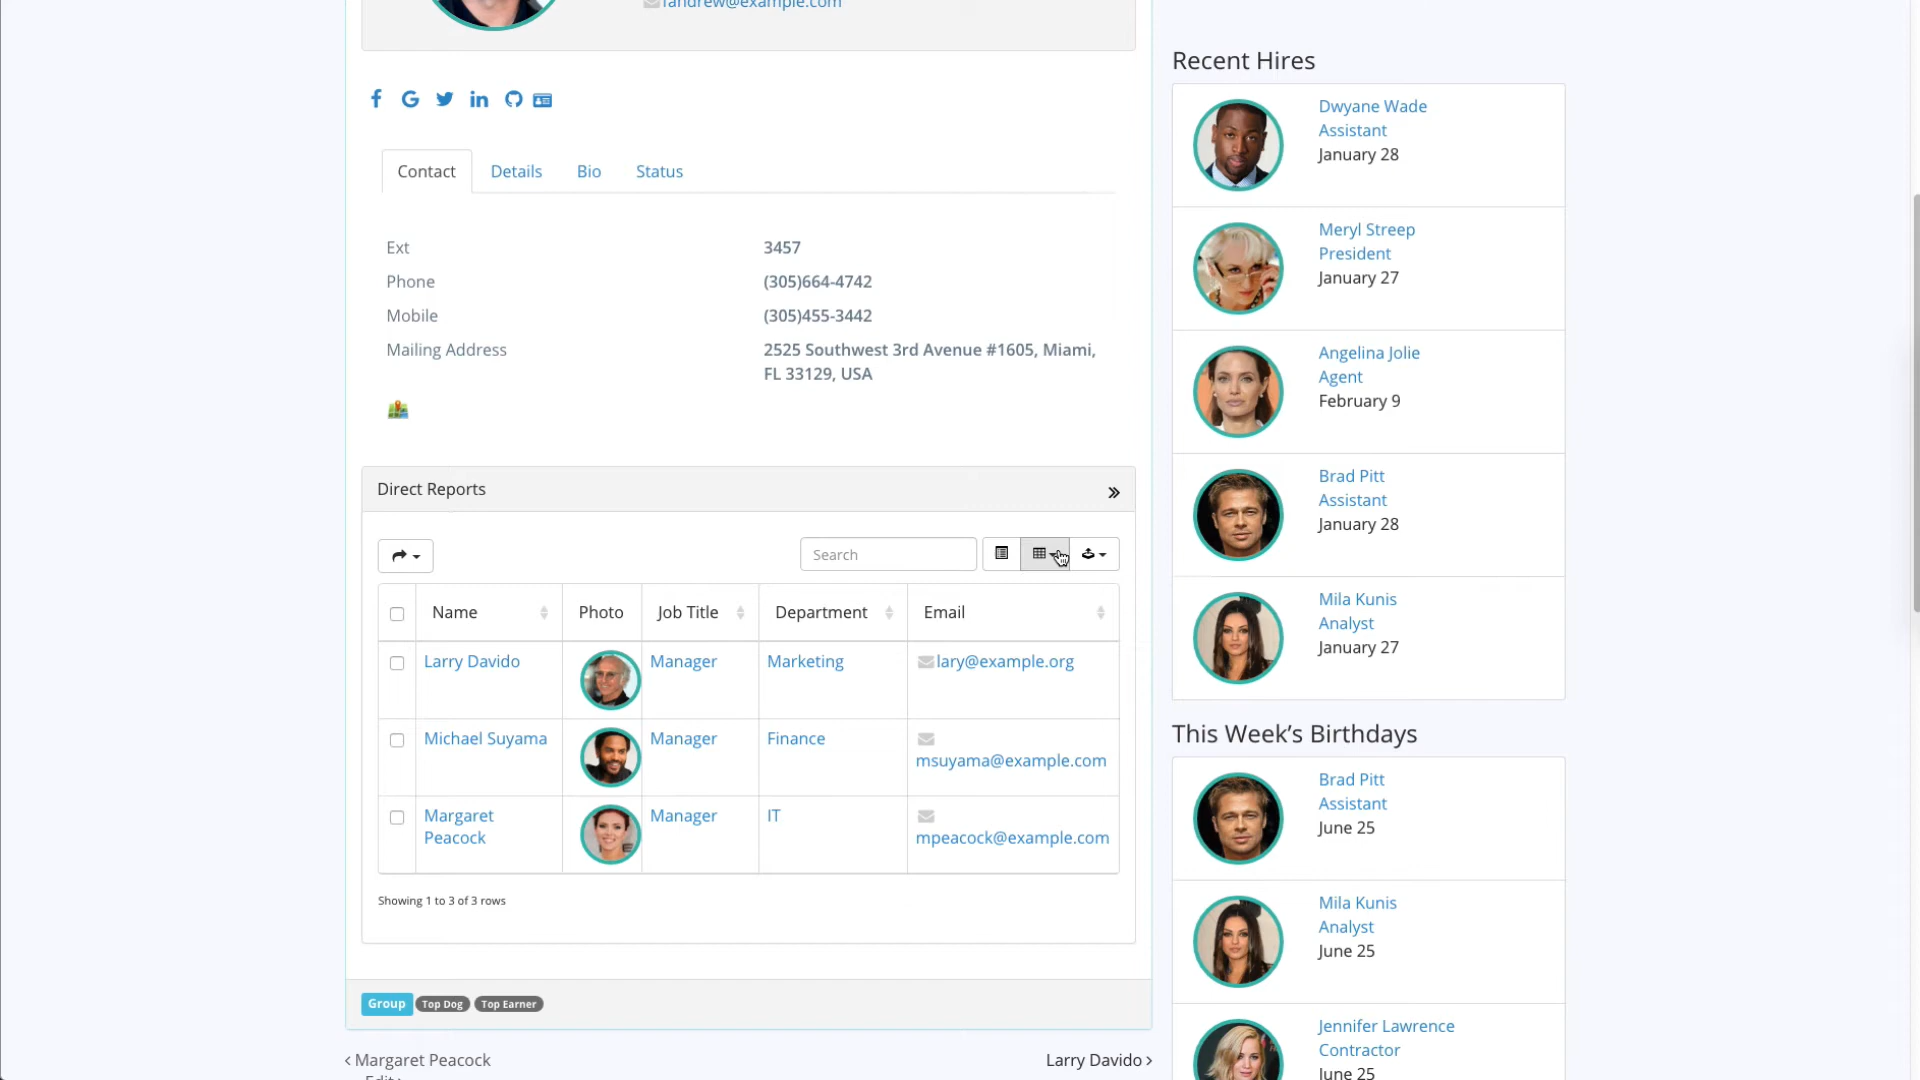 fandrew@example.com
Contact
Details
Bio
Status
Ext
3457
Phone
(305)664-4742
Mobile
(305)455-3442
Mailing Address
2525 Southwest 3rd Avenue #1605, Miami,
FL 33129, USA
Direct Reports
Search
Name
Photo
Job Title
Department
Email
Larry Davido
Manager
Marketing
lary@example.org
Michael Suyama
Manager
Finance
msuyama@example.com
Margaret
Peacock
Manager
IT
mpeacock@example.com
Showing 1 to 3 of 3 rows
Group
Top Dog
Top Earner
‹ Margaret Peacock
Larry Davido ›
Edit
Recent Hires
Dwyane Wade
Assistant
January 28
Meryl Streep
President
January 27
Angelina Jolie
Agent
February 9
Brad Pitt
Assistant
January 28
Mila Kunis
Analyst
January 27
This Week’s Birthdays
Brad Pitt
Assistant
June 25
Mila Kunis
Analyst
June 25
Jennifer Lawrence
Contractor
June 25